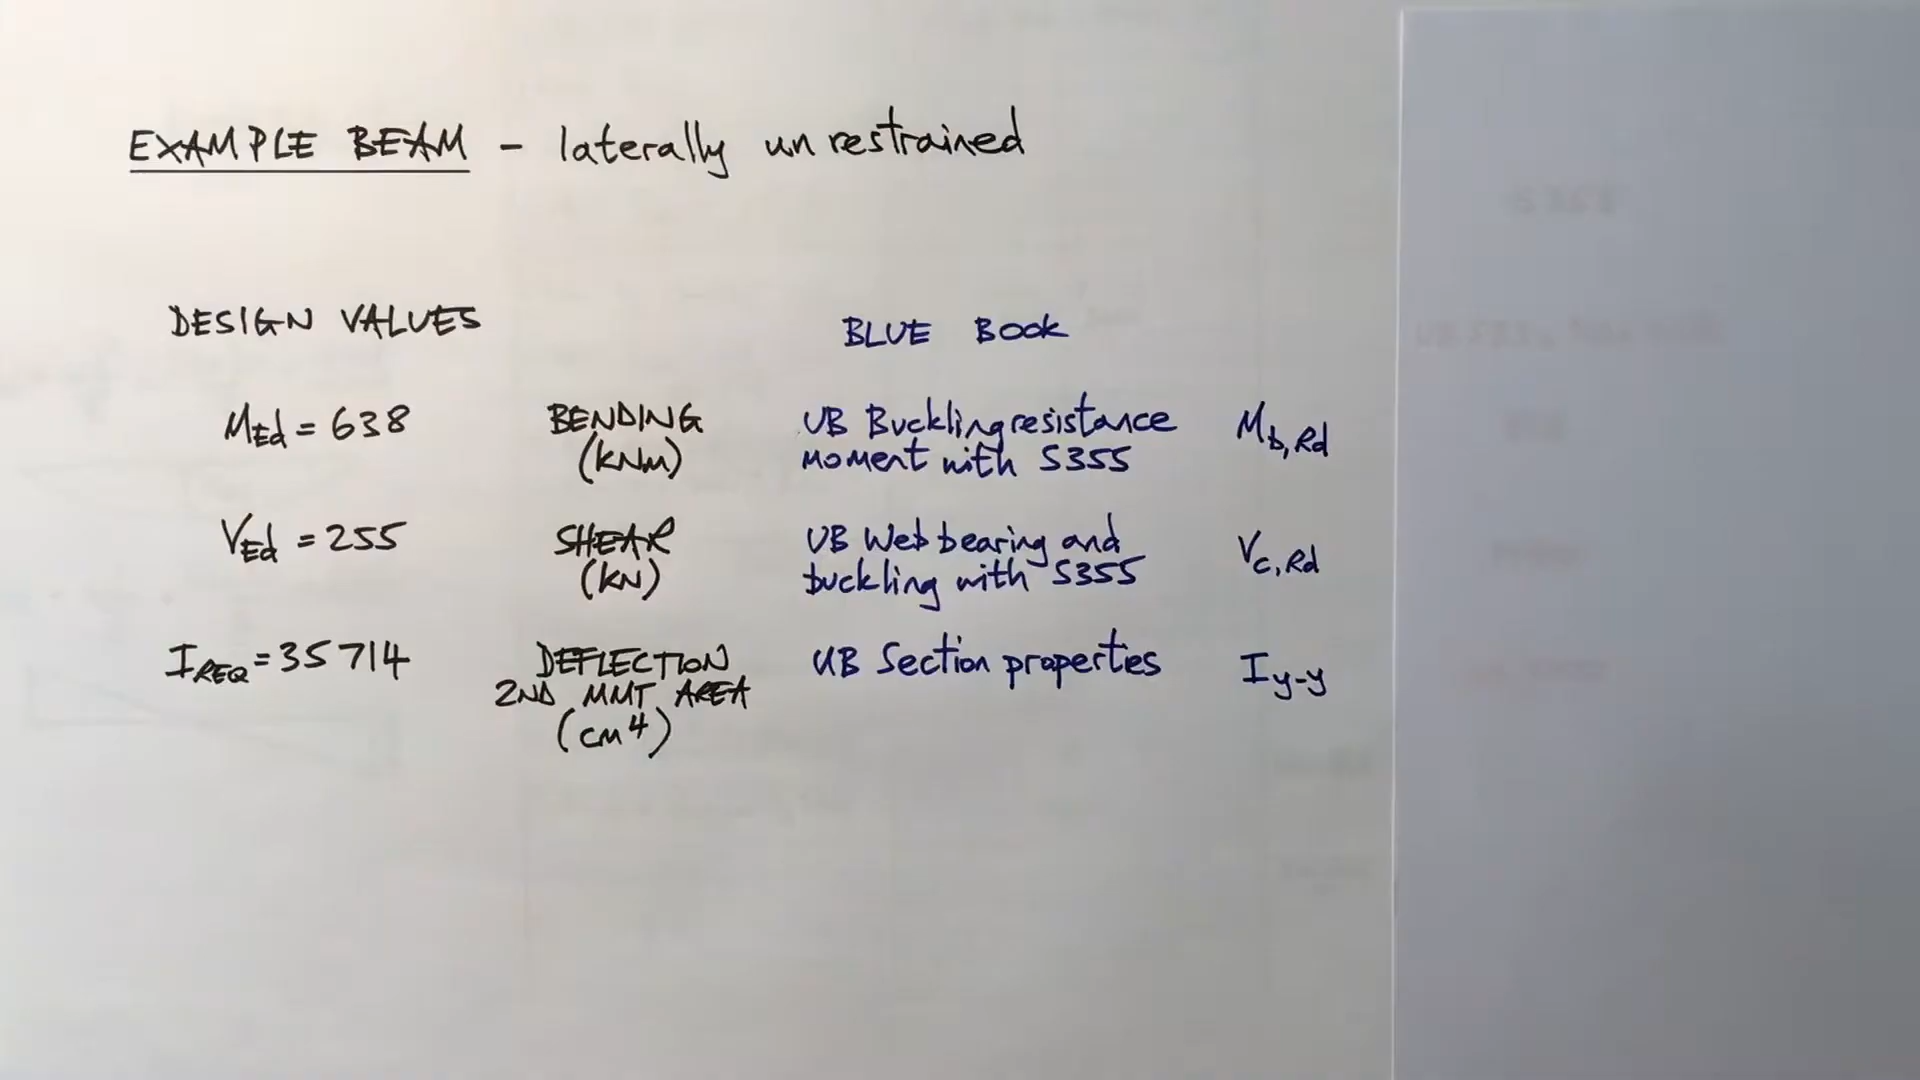 EXAMPLE BEAM - laterally unrestrained
DESIGN VALUES
BLUE BOOK
MEd = 638
BENDING
(kNm)
UB Buckling resistance
moment with S355
Mb,Rd
VEd = 255
SHEAR
(kN)
UB Web bearing and
buckling with S355
Vc,Rd
IREQ = 35714
DEFLECTION
2ND MMT AREA
(cm4)
UB Section properties
Iy-y